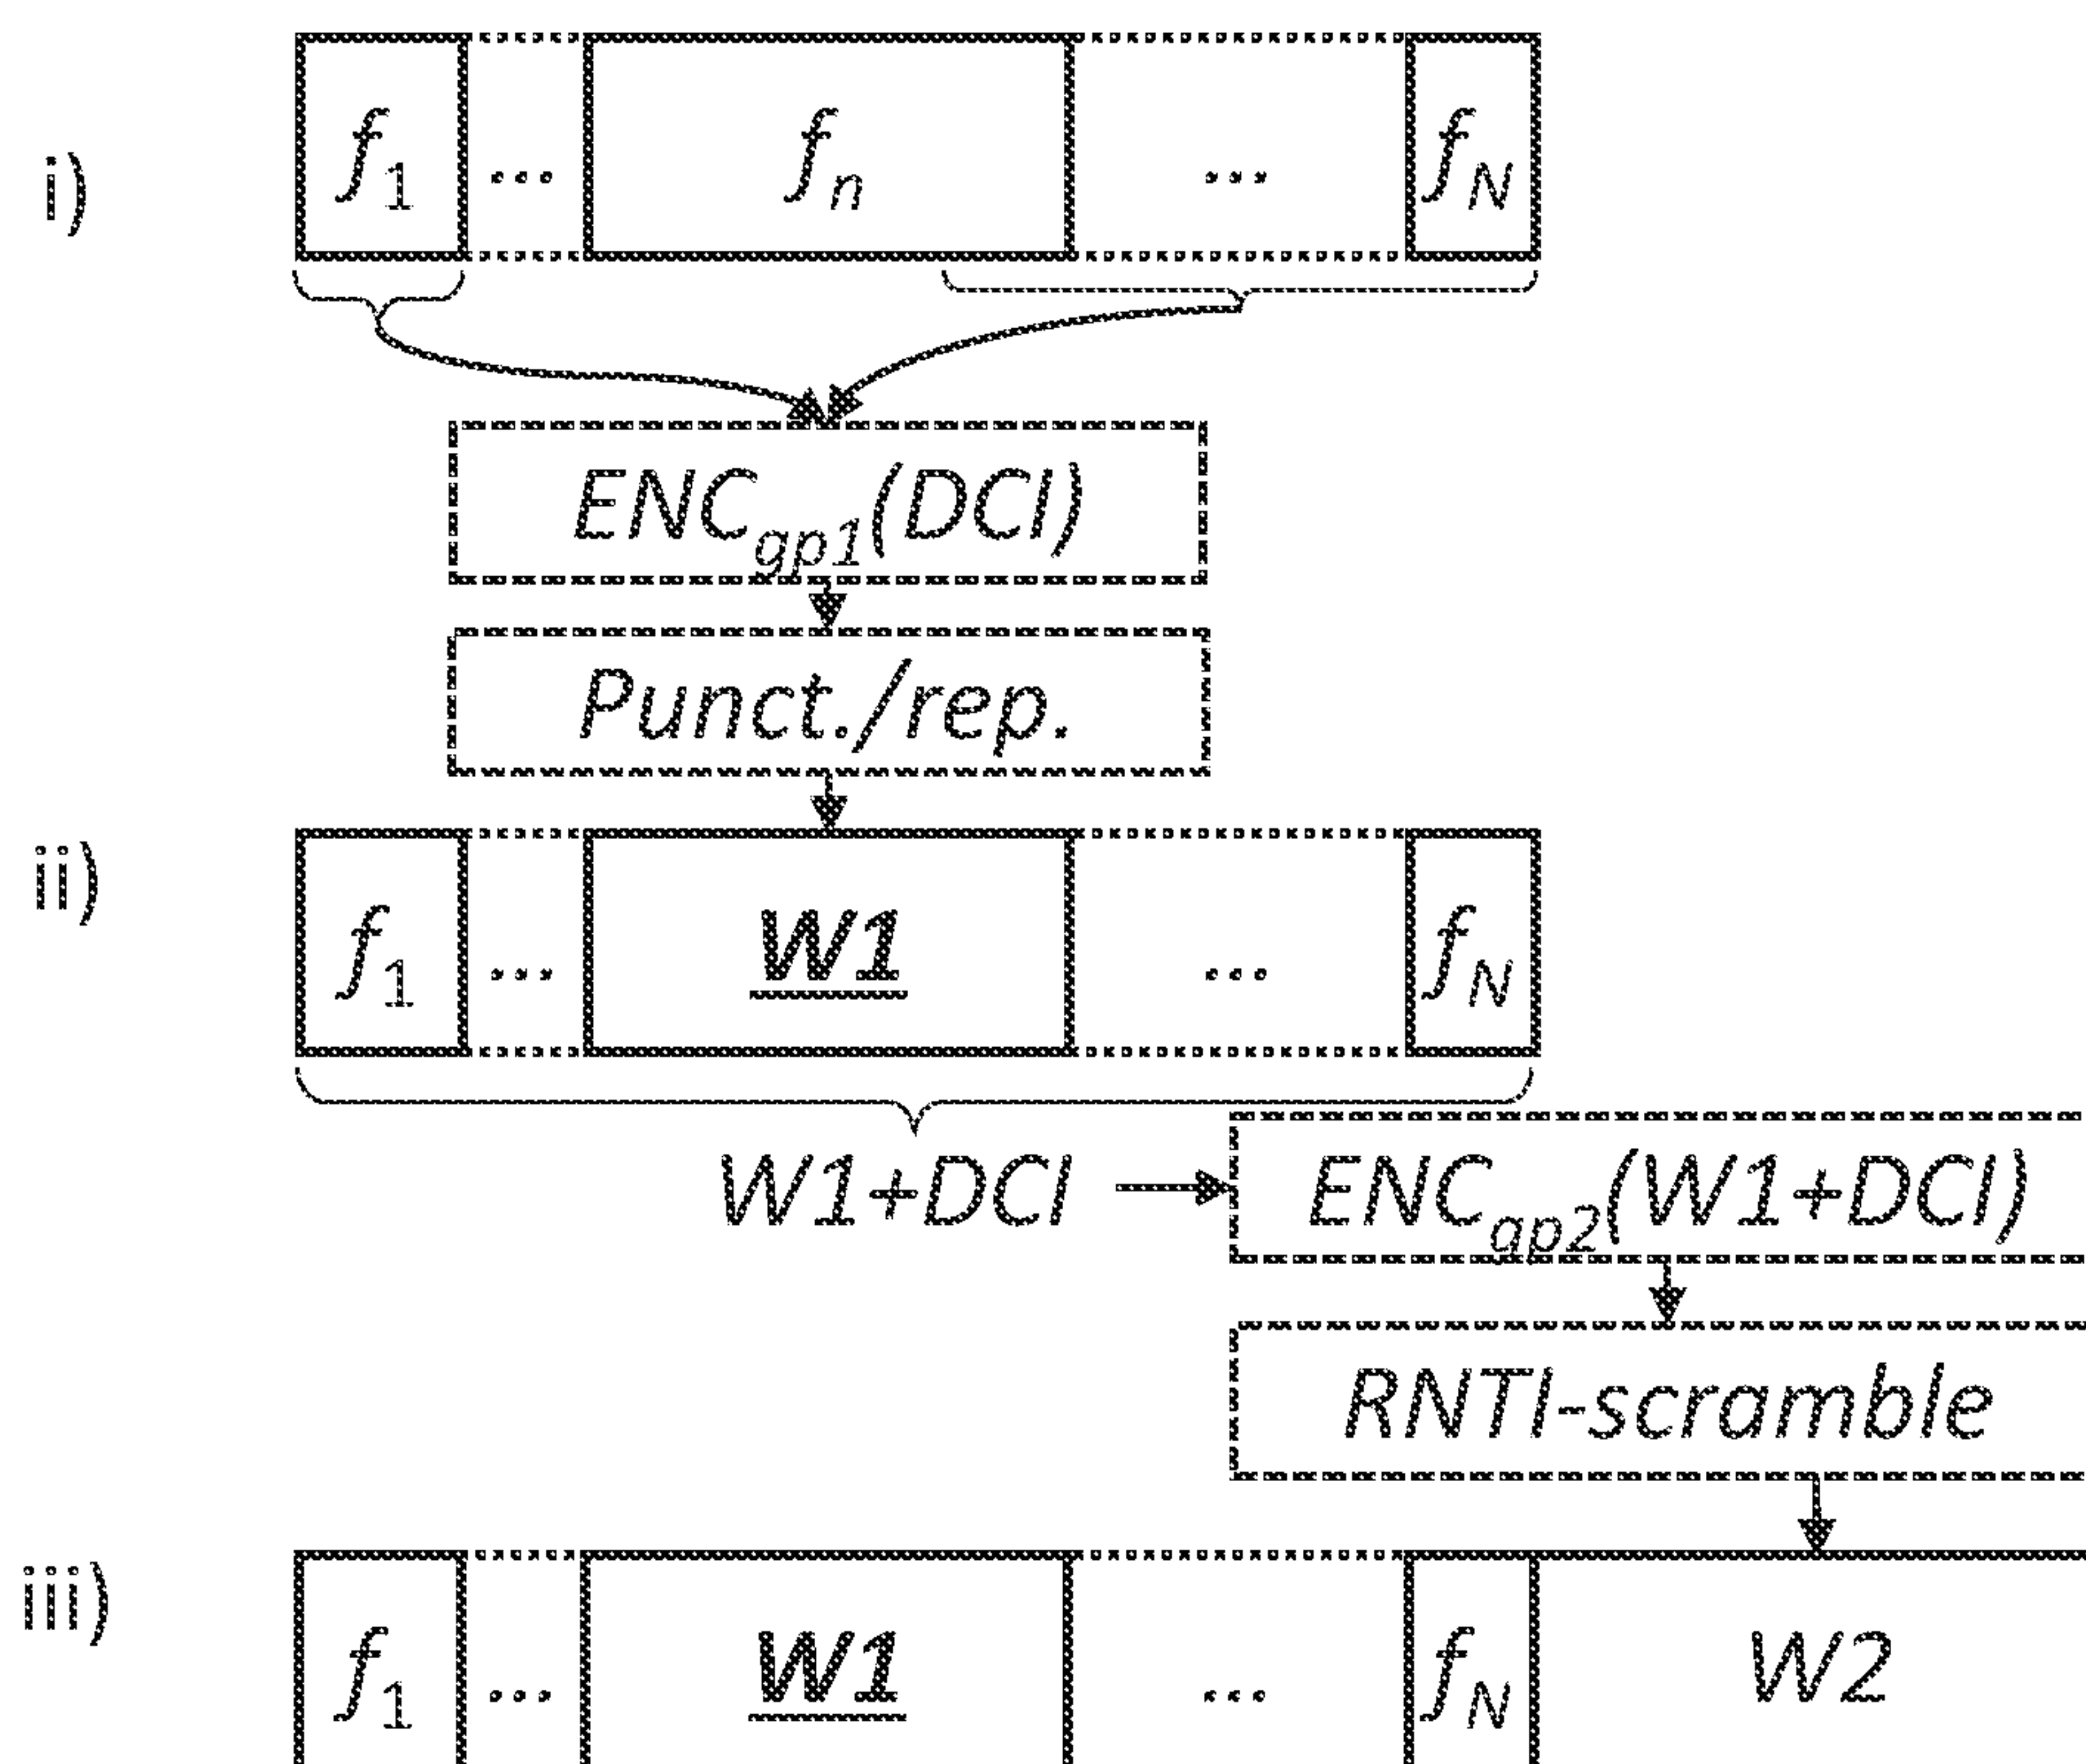 i) f1 ... fn ... fN
ENCgp1(DCI)
Punct./rep.
ii) f1 ... W1 ... fN
W1+DCI
ENCgp2(W1+DCI)
RNTI-scramble
iii) f1 ... W1 ... fN W2